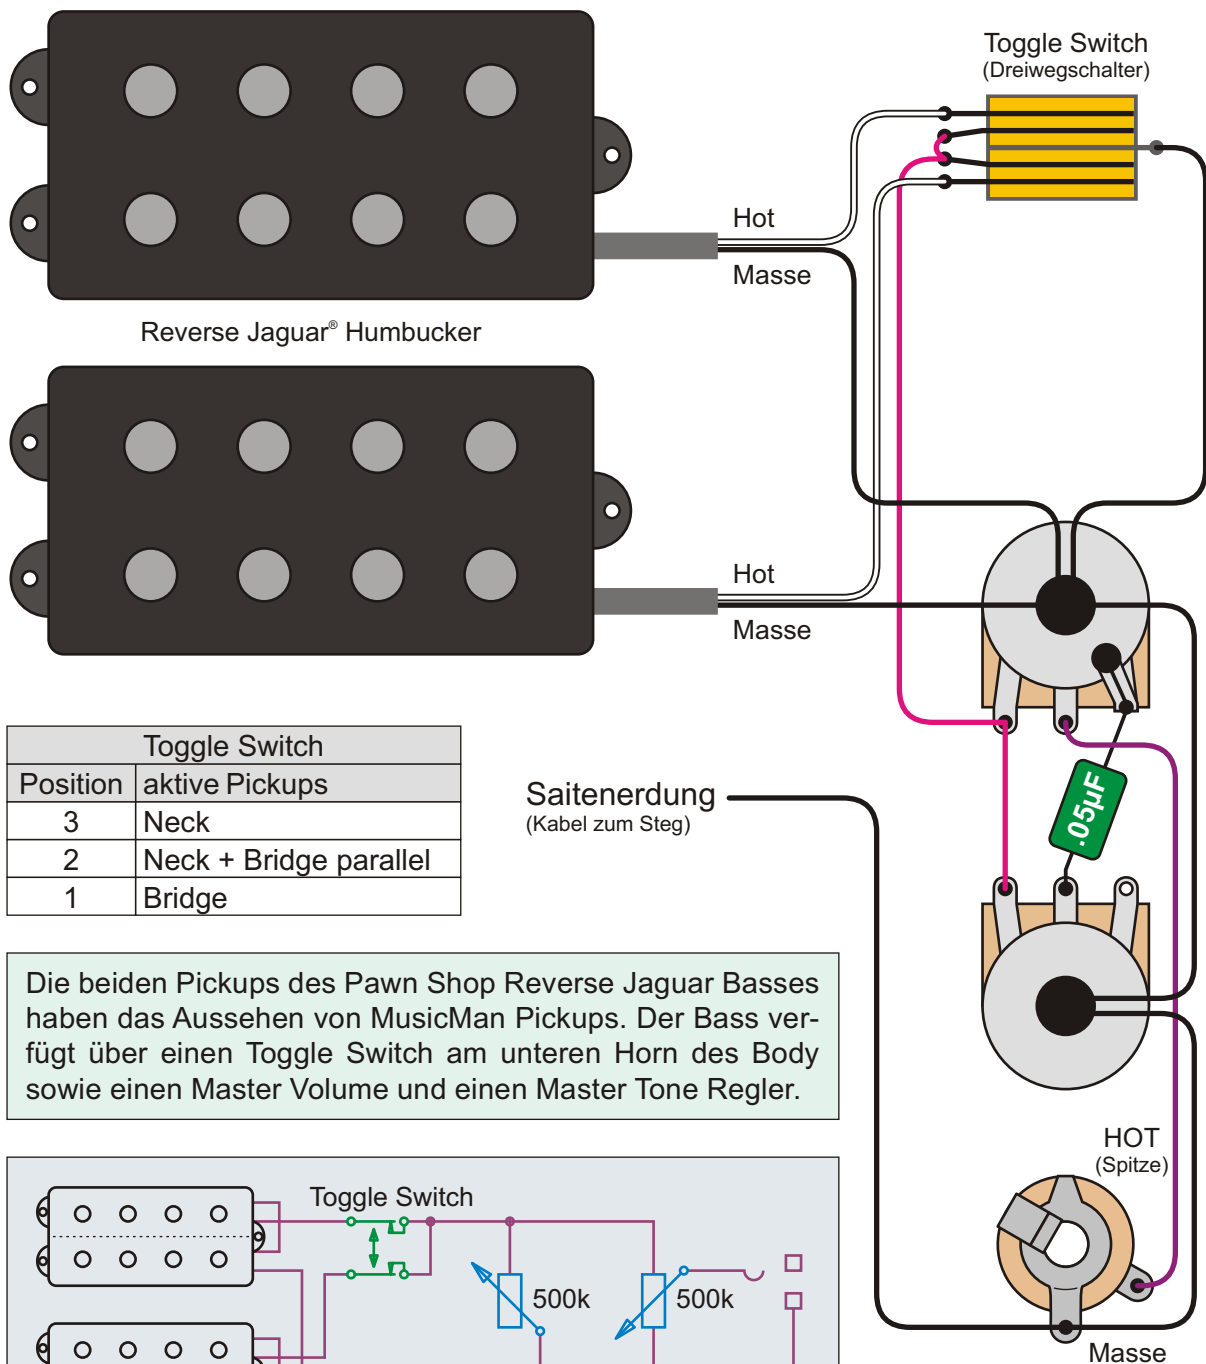 Toggle Switch
(Dreiwegschalter)
Hot
Masse
Reverse Jaguar® Humbucker
Hot
Masse
Toggle Switch
Position aktive Pickups
3 Neck
2 Neck + Bridge parallel
1 Bridge
Saitenerdung
(Kabel zum Steg)
.05µF
Die beiden Pickups des Pawn Shop Reverse Jaguar Basses
haben das Aussehen von MusicMan Pickups. Der Bass ver-
fügt über einen Toggle Switch am unteren Horn des Body
sowie einen Master Volume und einen Master Tone Regler.
HOT
(Spitze)
Toggle Switch
500k
500k
Masse